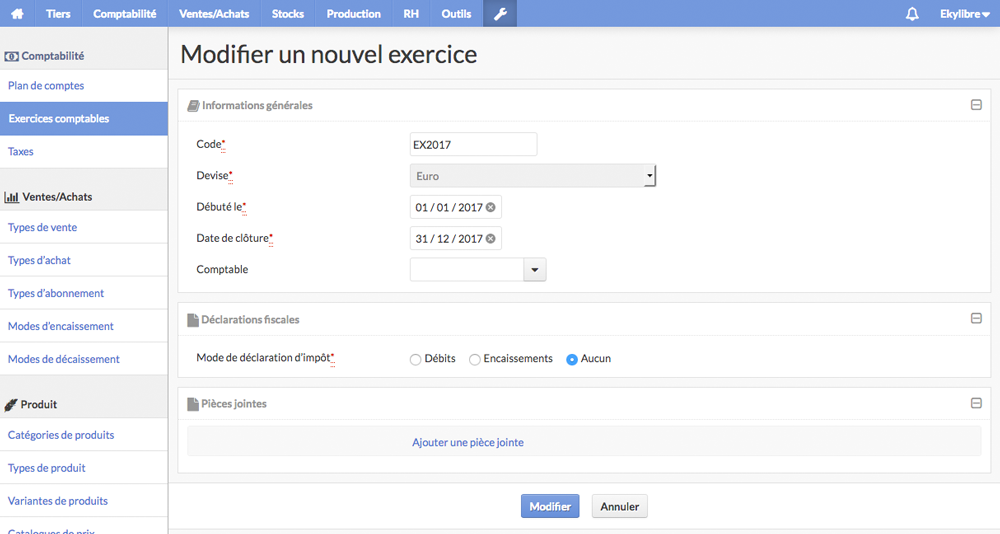 Tiers Comptabilité Ventes/Achats Stocks Production RH Outils Ekylibre
Comptabilité
Plan de comptes
Exercices comptables
Taxes
Ventes/Achats
Types de vente
Types d'achat
Types d'abonnement
Modes d'encaissement
Modes de décaissement
Produit
Catégories de produits
Types de produit
Variantes de produits
Catalogues de prix
Modifier un nouvel exercice
Informations générales
Code* EX2017
Devise* Euro
Débuté le* 01 / 01 / 2017
Date de clôture* 31 / 12 / 2017
Comptable
Déclarations fiscales
Mode de déclaration d'impôt* Débits Encaissements Aucun
Pièces jointes
Ajouter une pièce jointe
Modifier Annuler